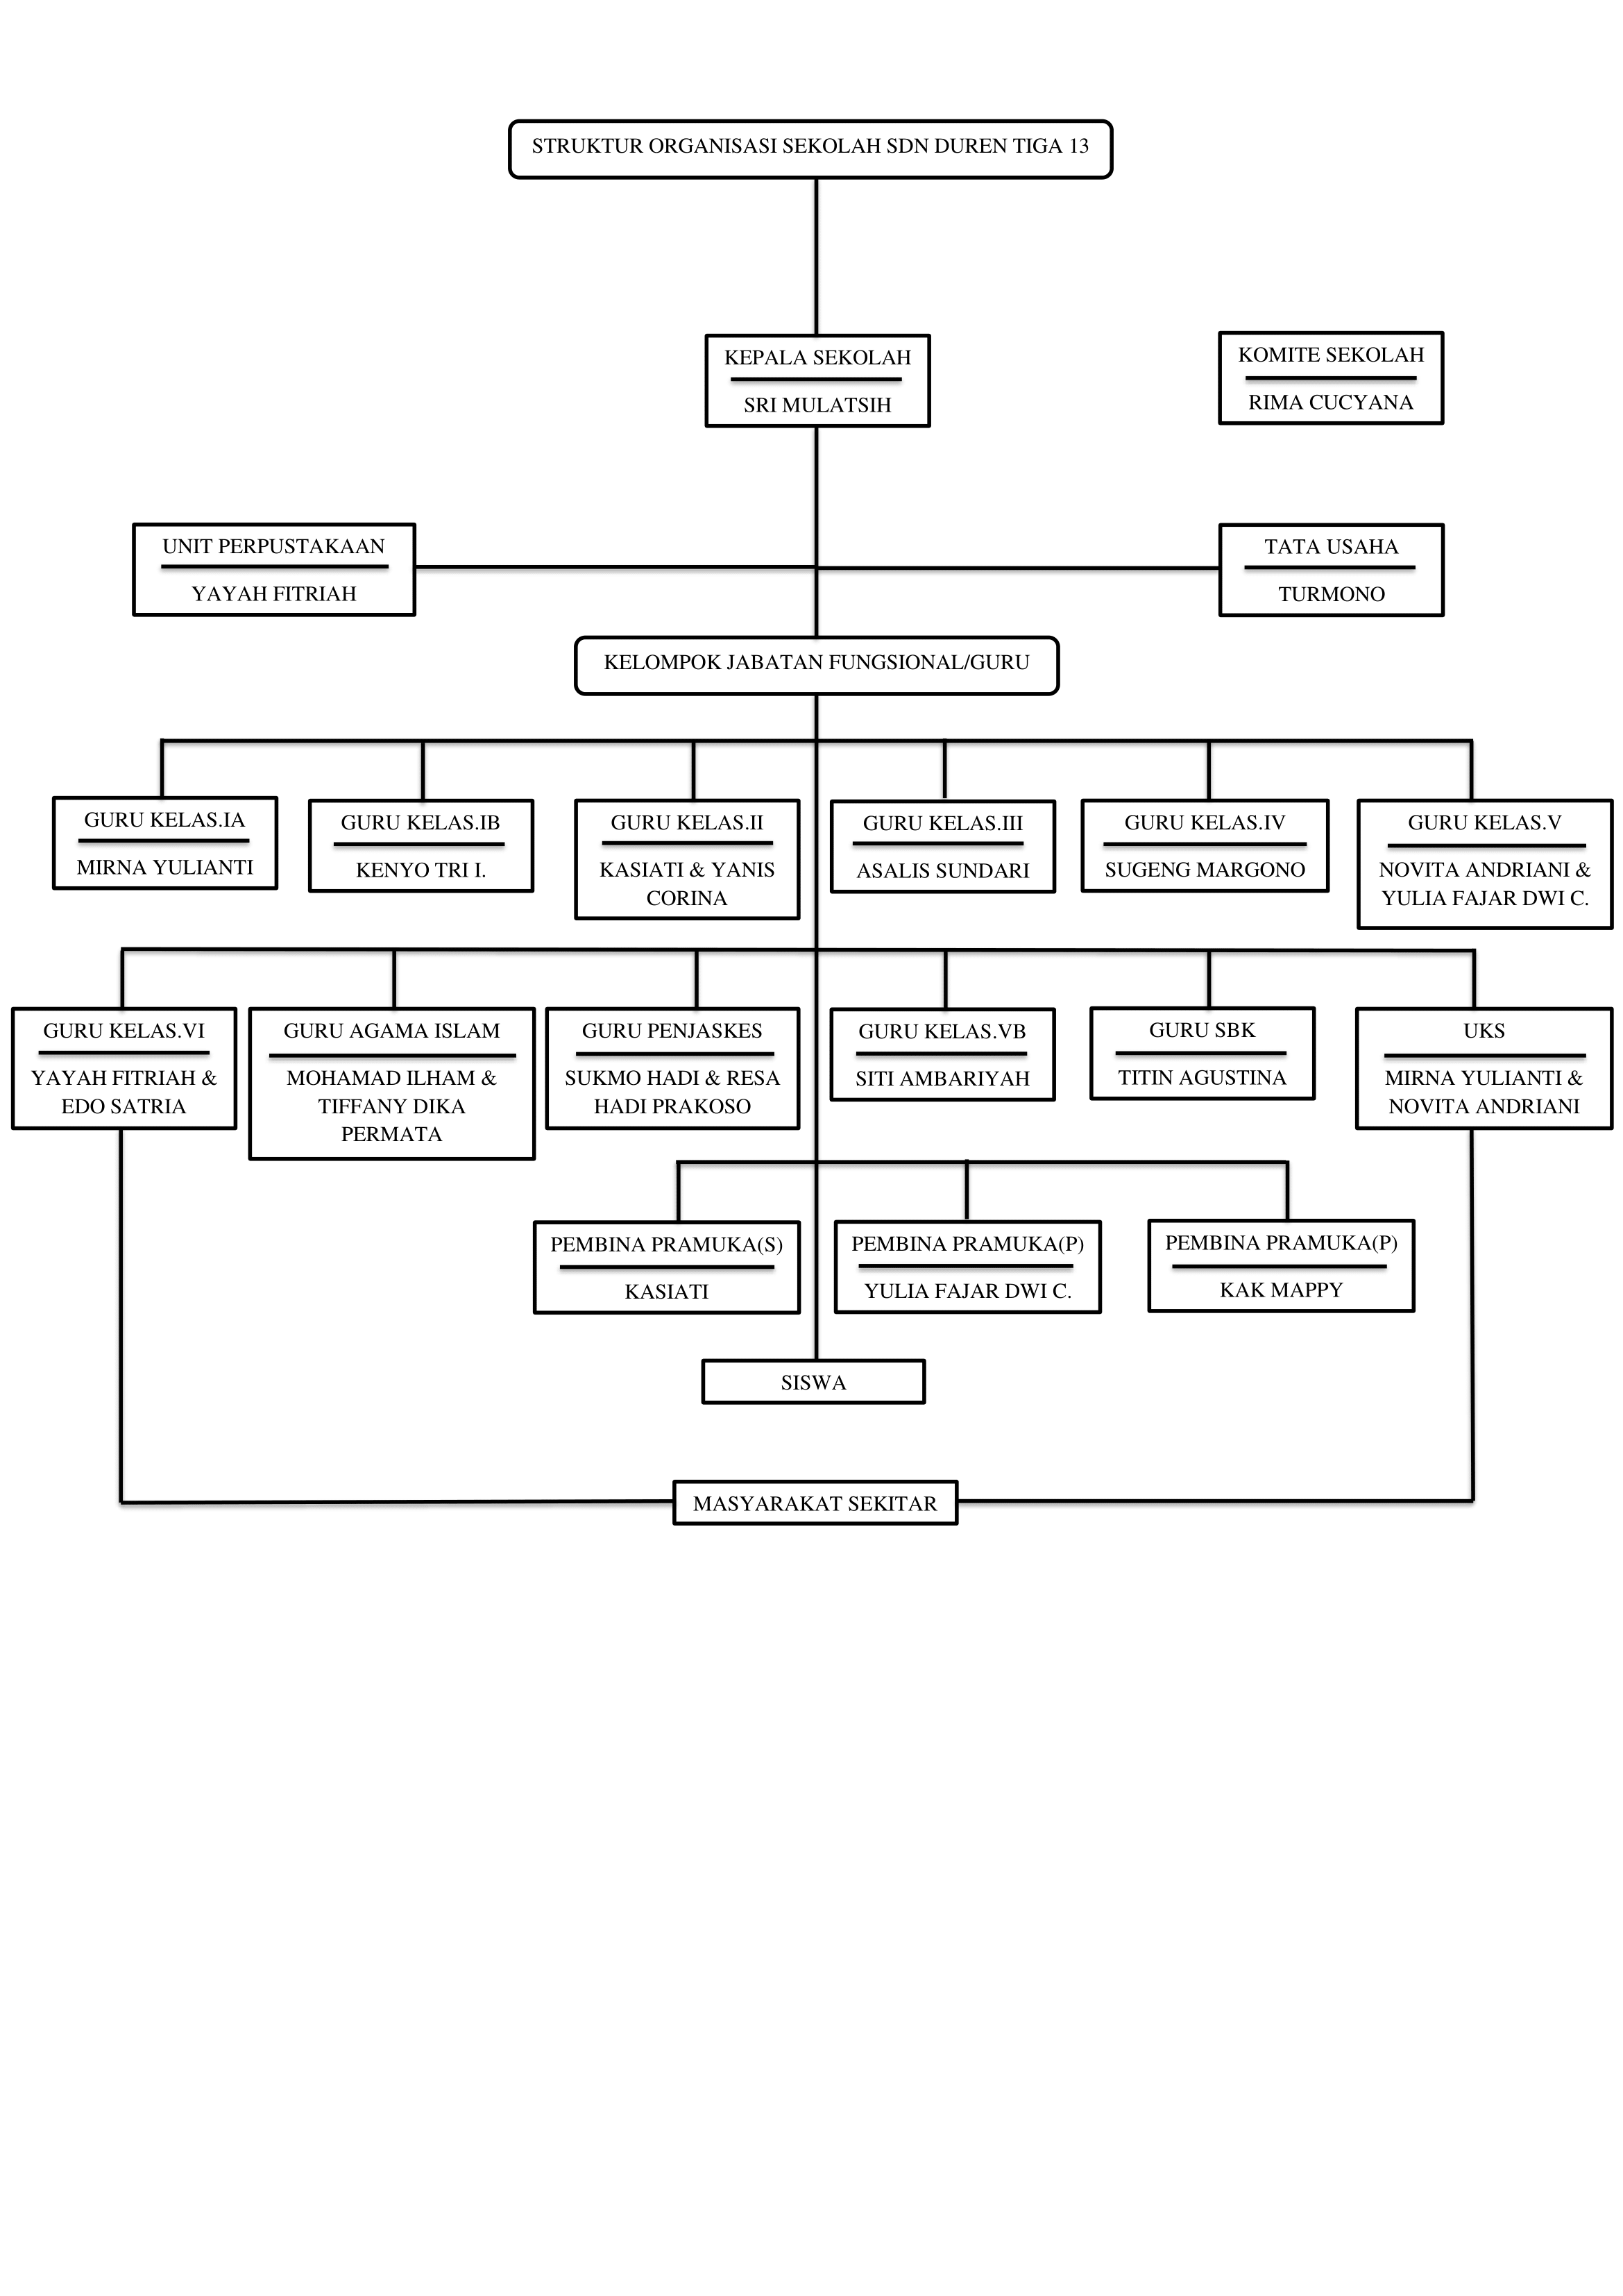 STRUKTUR ORGANISASI SEKOLAH SDN DUREN TIGA 13
KEPALA SEKOLAH
SRI MULATSIH
KOMITE SEKOLAH
RIMA CUCYANA
UNIT PERPUSTAKAAN
YAYAH FITRIAH
TATA USAHA
TURMONO
KELOMPOK JABATAN FUNGSIONAL/GURU
GURU KELAS.IA
MIRNA YULIANTI
GURU KELAS.IB
KENYO TRI I.
GURU KELAS.II
KASIATI & YANIS
CORINA
GURU KELAS.III
ASALIS SUNDARI
GURU KELAS.IV
SUGENG MARGONO
GURU KELAS.V
NOVITA ANDRIANI &
YULIA FAJAR DWI C.
GURU KELAS.VI
YAYAH FITRIAH &
EDO SATRIA
GURU AGAMA ISLAM
MOHAMAD ILHAM &
TIFFANY DIKA
PERMATA
GURU PENJASKES
SUKMO HADI & RESA
HADI PRAKOSO
GURU KELAS.VB
SITI AMBARIYAH
GURU SBK
TITIN AGUSTINA
UKS
MIRNA YULIANTI &
NOVITA ANDRIANI
PEMBINA PRAMUKA(S)
KASIATI
PEMBINA PRAMUKA(P)
YULIA FAJAR DWI C.
PEMBINA PRAMUKA(P)
KAK MAPPY
SISWA
MASYARAKAT SEKITAR